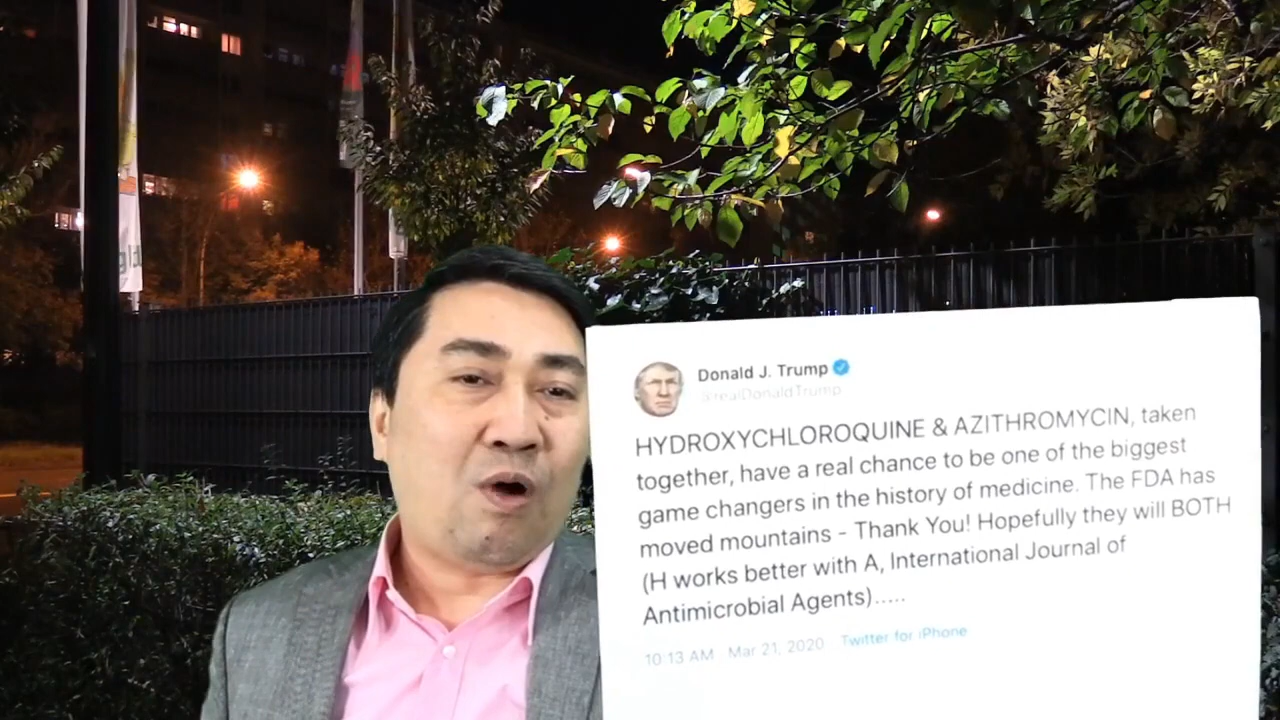 Donald J. Trump
@realDonaldTrump
HYDROXYCHLOROQUINE & AZITHROMYCIN, taken
together, have a real chance to be one of the biggest
game changers in the history of medicine. The FDA has
moved mountains - Thank You! Hopefully they will BOTH
(H works better with A, International Journal of
Antimicrobial Agents).....
10:13 AM Mar 21, 2020 Twitter for iPhone